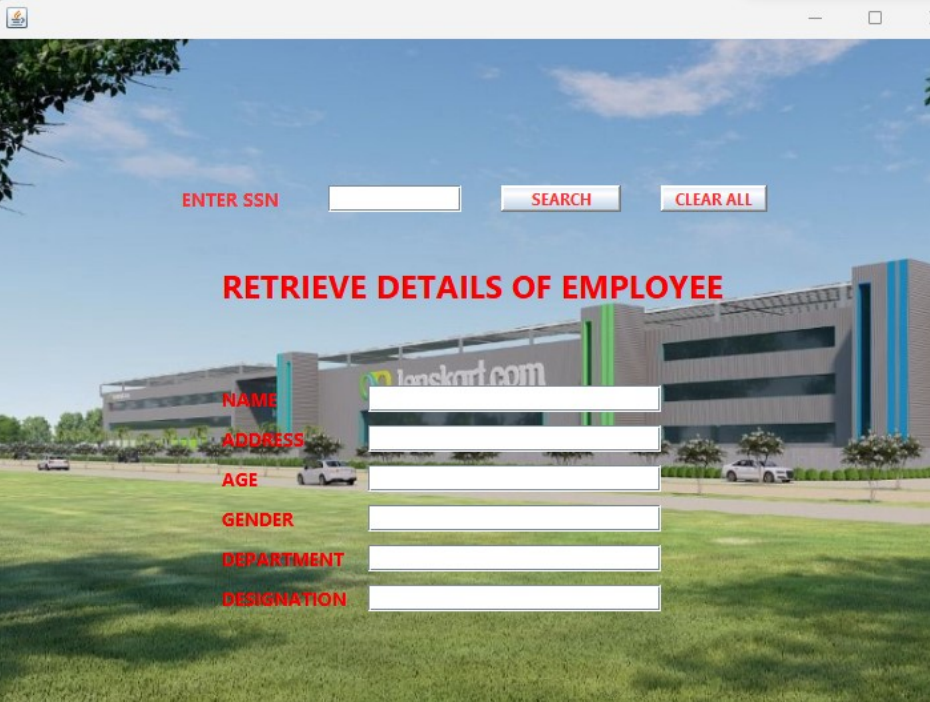 ENTER SSN SEARCH CLEAR ALL
RETRIEVE DETAILS OF EMPLOYEE
lenskart.com
NAME
ADDRESS
AGE
GENDER
DEPARTMENT
DESIGNATION